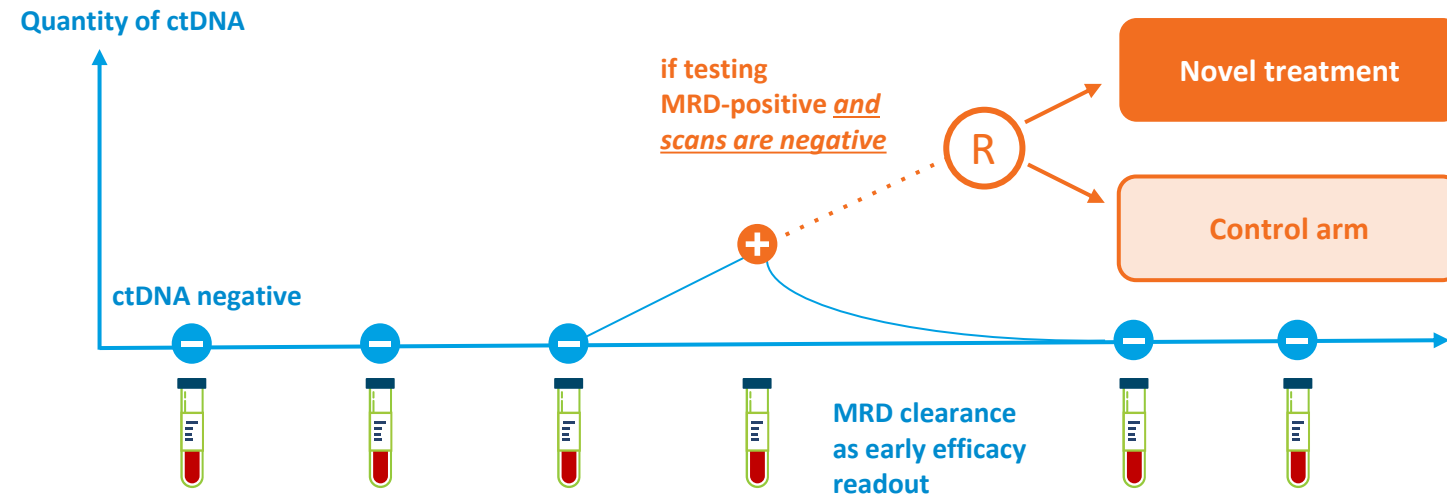 Quantity of ctDNA
if testing
MRD-positive and
scans are negative
R
Novel treatment
Control arm
+
ctDNA negative
−
−
−
−
−
MRD clearance
as early efficacy
readout